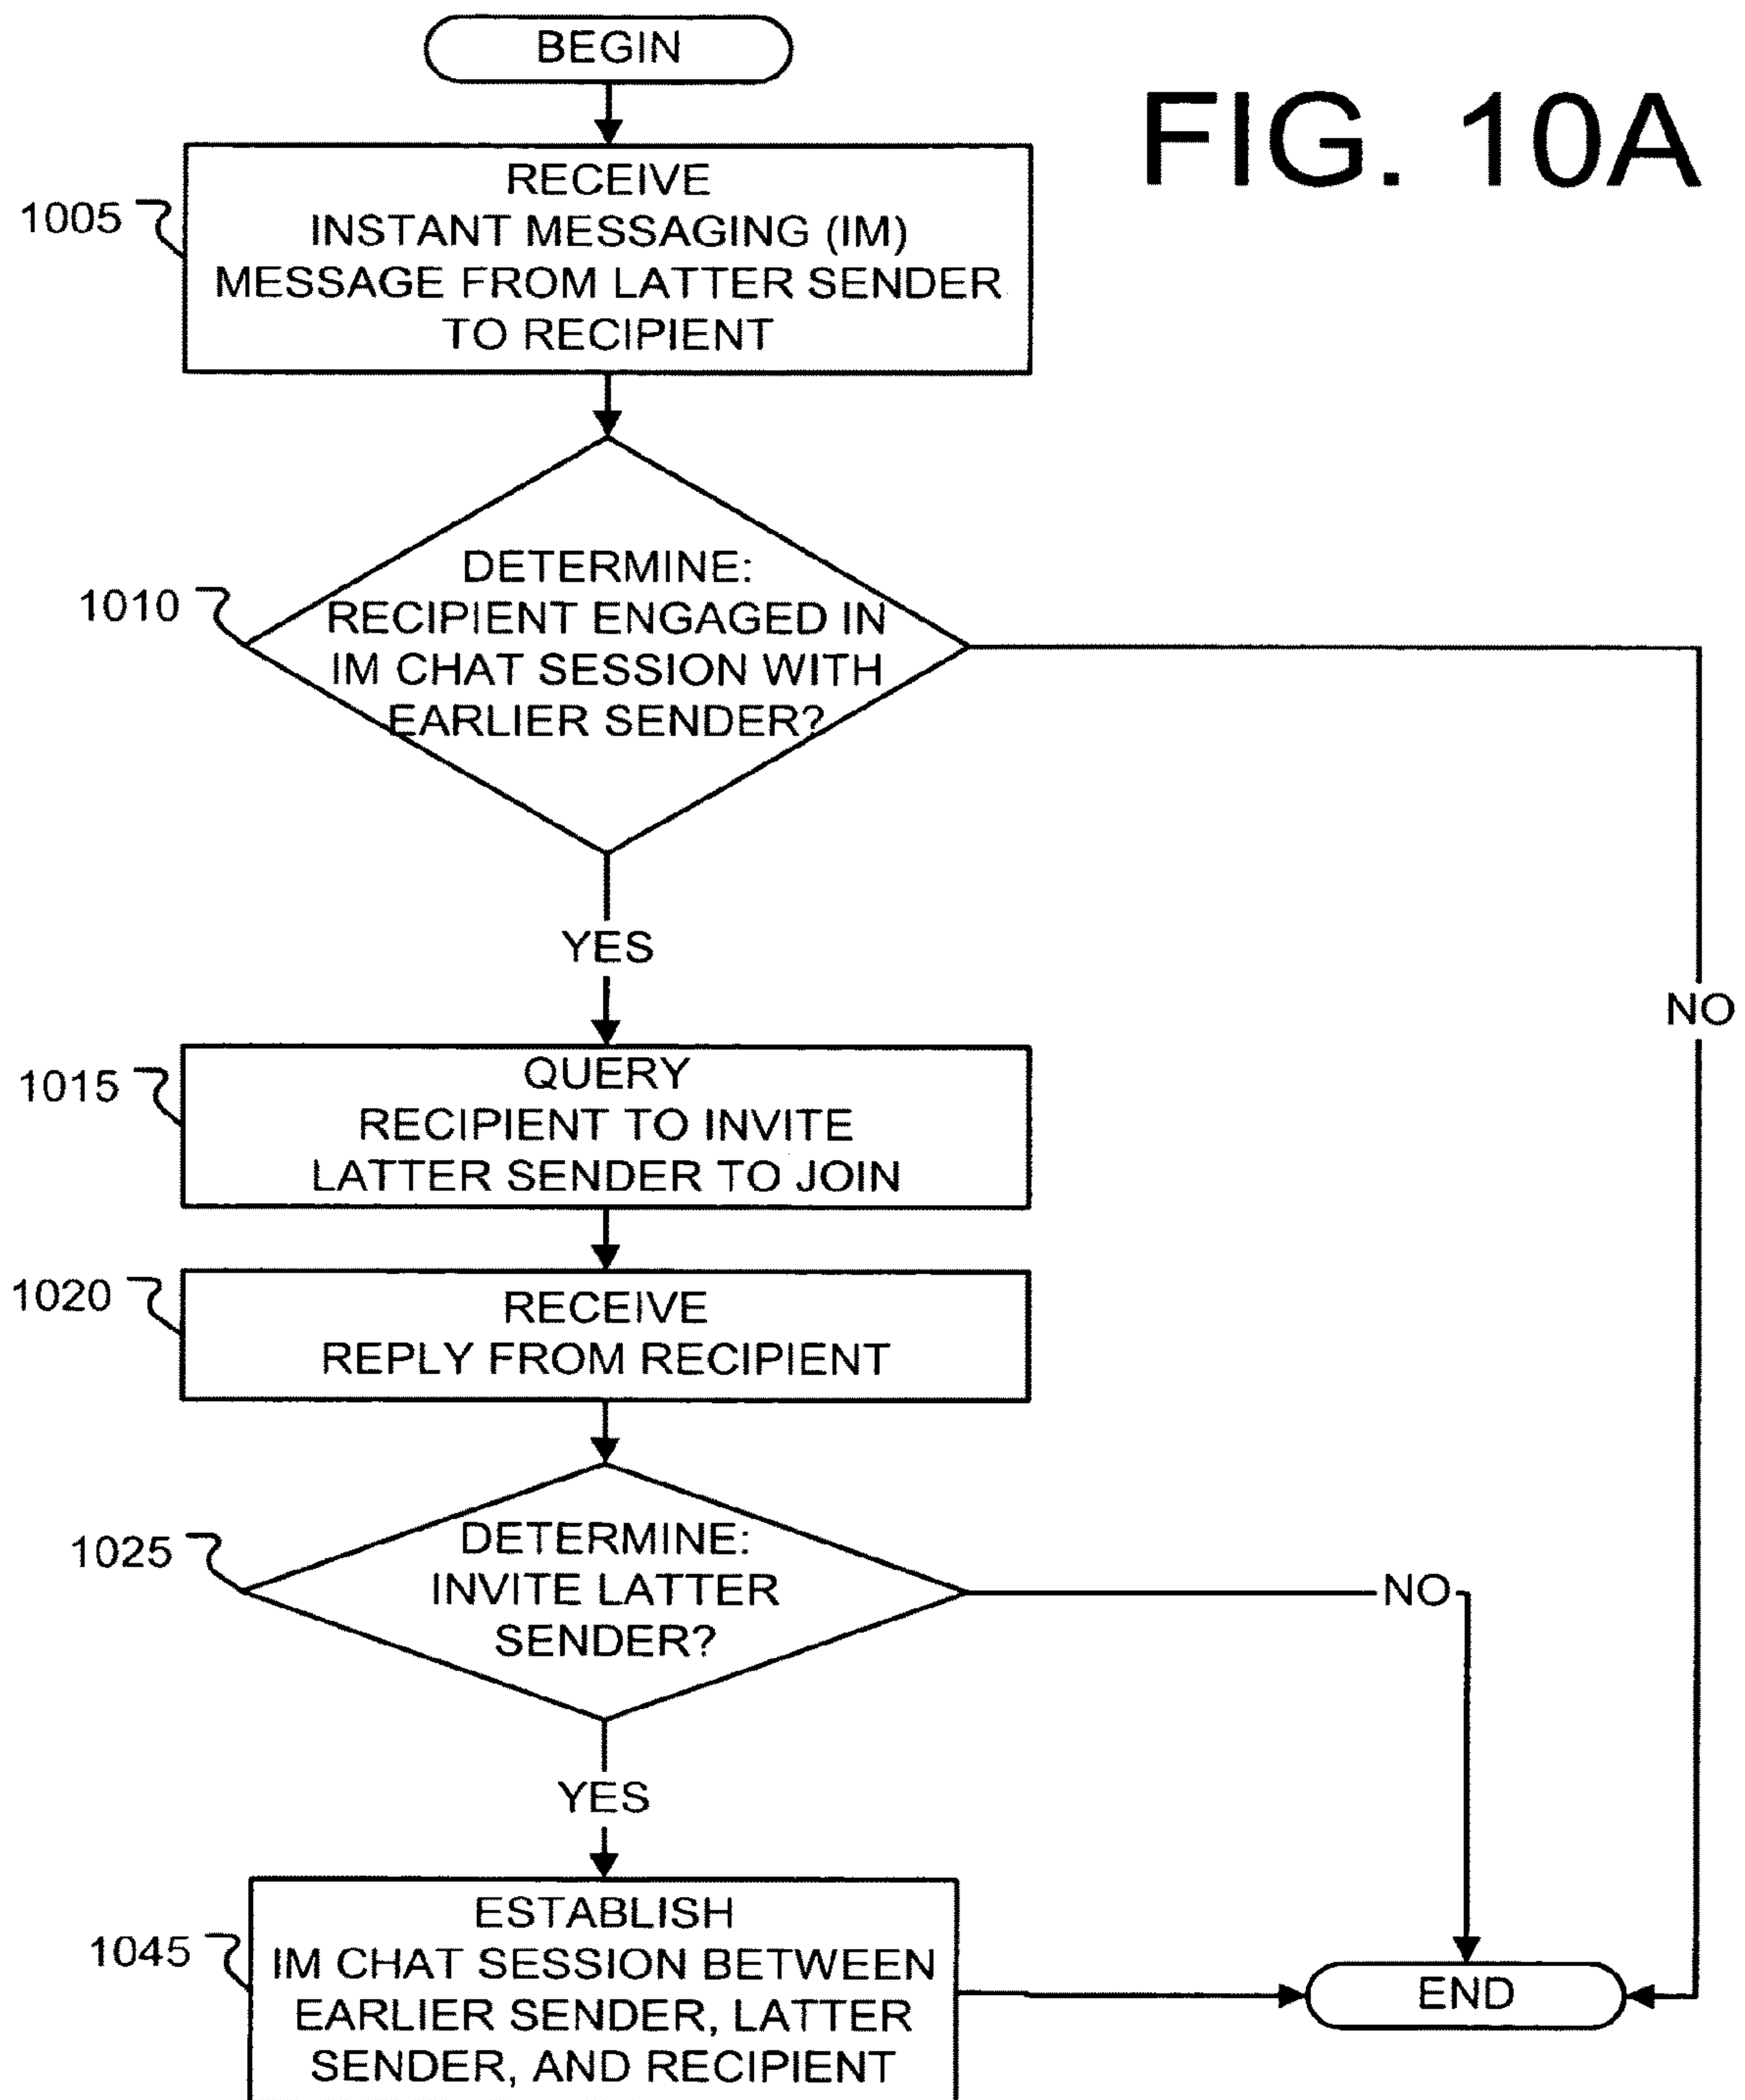 BEGIN
FIG. 10A
1005
RECEIVE
INSTANT MESSAGING (IM)
MESSAGE FROM LATTER SENDER
TO RECIPIENT
1010
DETERMINE:
RECIPIENT ENGAGED IN
IM CHAT SESSION WITH
EARLIER SENDER?
YES
NO
1015
QUERY
RECIPIENT TO INVITE
LATTER SENDER TO JOIN
1020
RECEIVE
REPLY FROM RECIPIENT
1025
DETERMINE:
INVITE LATTER
SENDER?
NO
YES
1045
ESTABLISH
IM CHAT SESSION BETWEEN
EARLIER SENDER, LATTER
SENDER, AND RECIPIENT
END